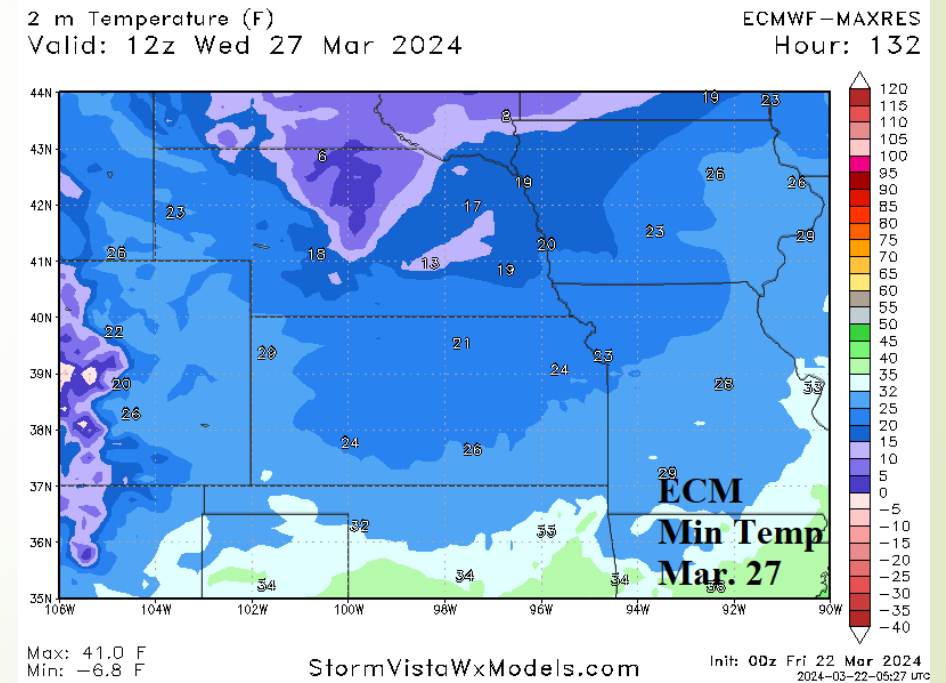 2 m Temperature (F)
ECMWF-MAXRES
Valid: 12z Wed 27 Mar 2024
Hour: 132
44N
43N
42N
41N
40N
39N
38N
37N
36N
35N
106W 104W 102W 100W 98W 96W 94W 92W 90W
8 19 23
6 26 26
19
23 17
23 29
26 18 20
13 19
22
29 21 23
24
20 28 33
26
24 26
29
32 35
34 34 34
ECM
Min Temp
Mar. 27
120
115
110
105
100
95
90
85
80
75
70
65
60
55
50
45
40
35
32
25
20
15
10
5
0
-5
-10
-15
-20
-25
-30
-35
-40
Max: 41.0 F
Min: -6.8 F
StormVistaWxModels.com
Init: 00z Fri 22 Mar 2024
2024-03-22-05:27 UTC